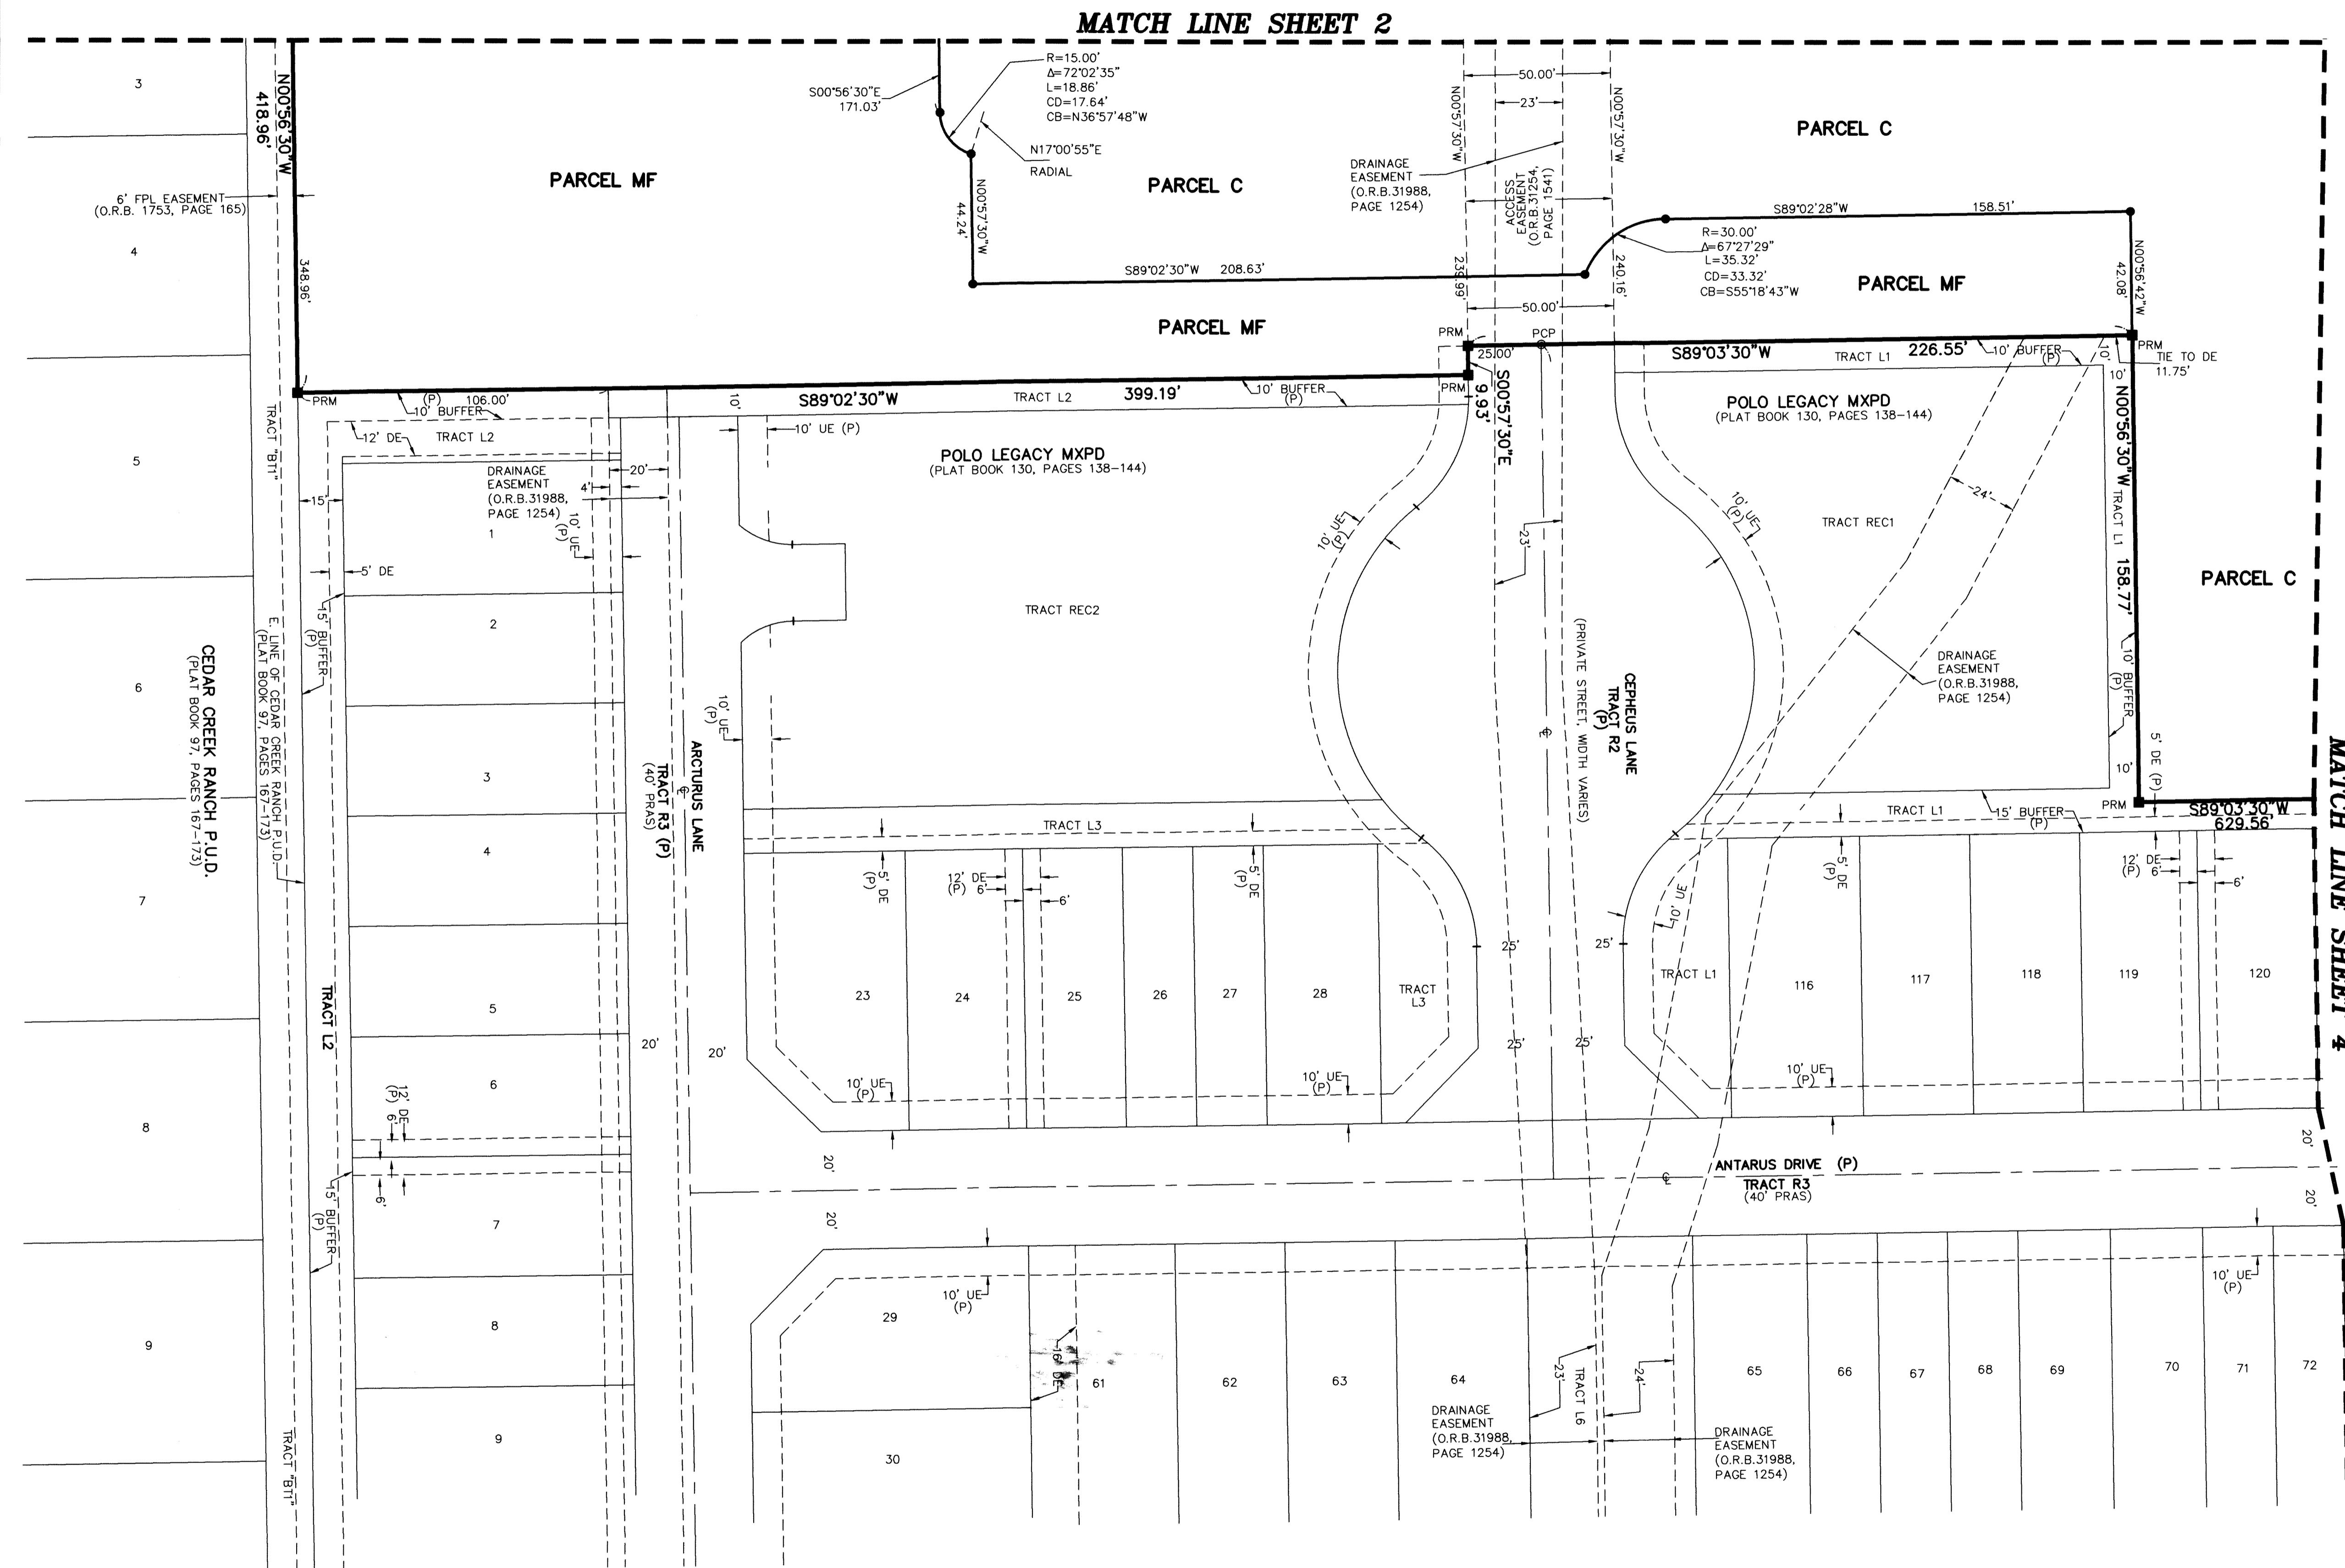 MATCH LINE SHEET 2
3
N00°56'30"W
418.96'
6' FPL EASEMENT
(O.R.B. 1753, PAGE 165)
4
348.96'
PARCEL MF
S00°56'30"E
171.03'
R=15.00'
Δ=72°02'35"
L=18.86'
CD=17.64'
CB=N36°57'48"W
N17°00'55"E
RADIAL
PARCEL C
N00°57'30"W
44.24'
S89°02'30"W 208.63'
PARCEL MF
50.00'
23'
N00°57'30"W
239.99'
N00°57'30"W
240.16'
DRAINAGE
EASEMENT
(O.R.B.31988,
PAGE 1254)
ACCESS
EASEMENT
(O.R.B.31254,
PAGE 1541)
50.00'
PARCEL C
S89°02'28"W 158.51'
R=30.00'
Δ=67°27'29"
L=35.32'
CD=33.32'
CB=S55°18'43"W
PARCEL MF
N00°56'42"W
42.08'
PRM
PCP
25.00'
S89°03'30"W
TRACT L1
226.55'
10' BUFFER
(P)
10'
PRM
TIE TO DE
11.75'
10'
PRM
(P) 106.00'
10' BUFFER
S89°02'30"W
10'
TRACT L2
399.19'
10' BUFFER
(P)
PRM
S00°57'30"E
9.93'
12' DE
TRACT L2
10' UE (P)
POLO LEGACY MXPD
(PLAT BOOK 130, PAGES 138-144)
POLO LEGACY MXPD
(PLAT BOOK 130, PAGES 138-144)
N00°56'30"W
TRACT L1
158.77'
TRACT "BT1"
5
15'
DRAINAGE
EASEMENT
(O.R.B.31988,
PAGE 1254)
20'
4'
10' UE
(P)
1
5' DE
10' UE
(P)
23'
10' UE
(P)
24'
TRACT REC1
PARCEL C
15' BUFFER
(P)
2
TRACT REC2
(PRIVATE STREET, WIDTH VARIES)
CEPHEUS LANE
TRACT R2
(P)
DRAINAGE
EASEMENT
(O.R.B.31988,
PAGE 1254)
10' BUFFER
(P)
E. LINE OF CEDAR CREEK RANCH P.U.D.
(PLAT BOOK 97, PAGES 167-173)
CEDAR CREEK RANCH P.U.D.
(PLAT BOOK 97, PAGES 167-173)
6
10' UE
(P)
3
ARCTURUS LANE
TRACT R3 (P)
(40' PRAS)
10'
5' DE (P)
MATCH LINE SHEET 4
PRM
S89°03'30"W
629.56'
TRACT L3
TRACT L1
15' BUFFER
(P)
4
7
5' DE
(P)
12' DE
(P) 6'
6'
5' DE
(P)
10' UE
5' DE
(P)
12' DE
(P) 6'
6'
25'
25'
TRACT L2
5
23
24
25
26
27
28
TRACT
L3
TRACT L1
116
117
118
119
120
20'
20'
25'
25'
6
12' DE
(P) 6'
6'
10' UE
(P)
10' UE
(P)
10' UE
(P)
8
20'
ANTARUS DRIVE (P)
TRACT R3
(40' PRAS)
20'
15' BUFFER
(P)
7
20'
20'
10' UE
(P)
10' UE
(P)
29
8
9
16' DE
61
62
63
64
23'
TRACT L6
24'
65
66
67
68
69
70
71
72
DRAINAGE
EASEMENT
(O.R.B.31988,
PAGE 1254)
DRAINAGE
EASEMENT
(O.R.B.31988,
PAGE 1254)
TRACT "BT1"
9
30